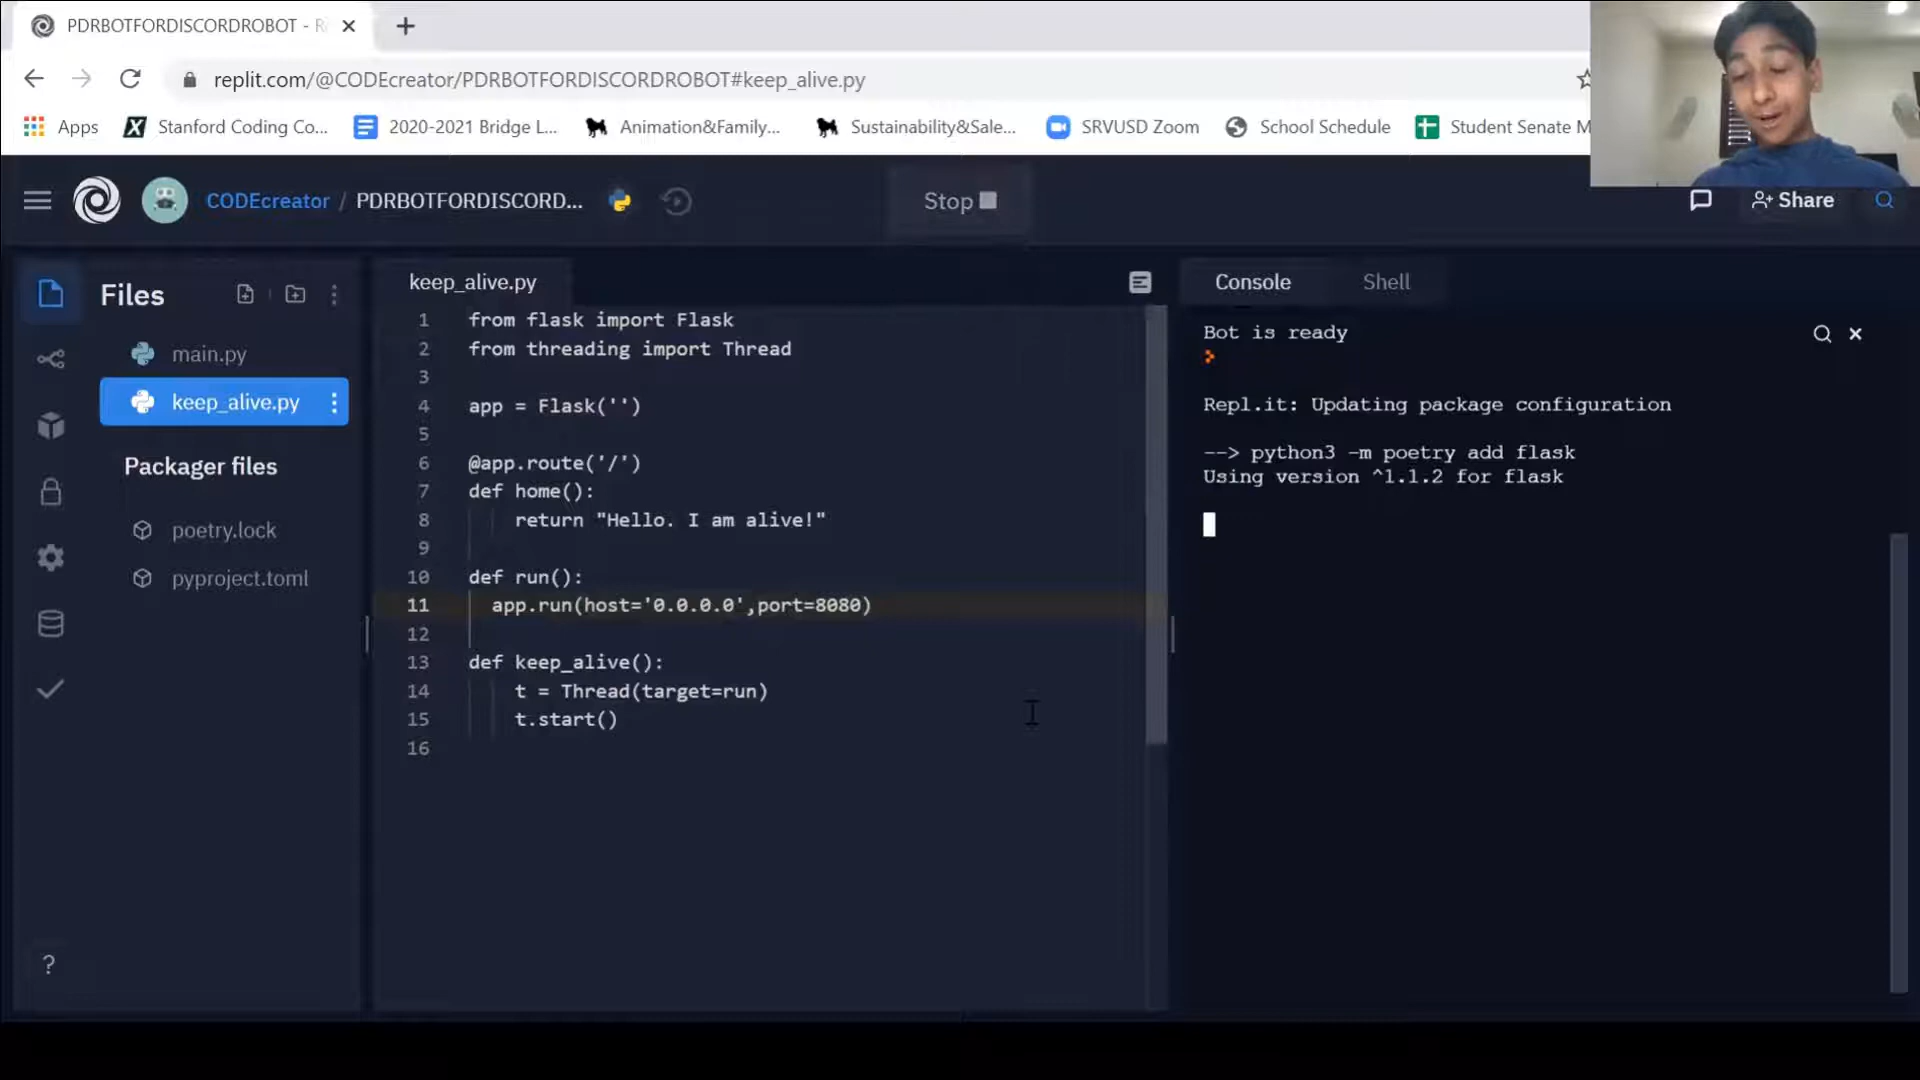 PDRBOTFORDISCORDROBOT - R
replit.com/@CODEcreator/PDRBOTFORDISCORDROBOT#keep_alive.py
Apps
Stanford Coding Co...
2020-2021 Bridge L...
Animation&Family...
Sustainability&Sale...
SRVUSD Zoom
School Schedule
Student Senate M
CODEcreator / PDRBOTFORDISCORD...
Stop
Share
Files
main.py
keep_alive.py
Packager files
poetry.lock
pyproject.toml
?
keep_alive.py
1 from flask import Flask
2 from threading import Thread
3
4 app = Flask('')
5
6 @app.route('/')
7 def home():
8 return "Hello. I am alive!"
9
10 def run():
11 app.run(host='0.0.0.0',port=8080)
12
13 def keep_alive():
14 t = Thread(target=run)
15 t.start()
16
Console
Shell
Bot is ready
Repl.it: Updating package configuration
--> python3 -m poetry add flask
Using version ^1.1.2 for flask